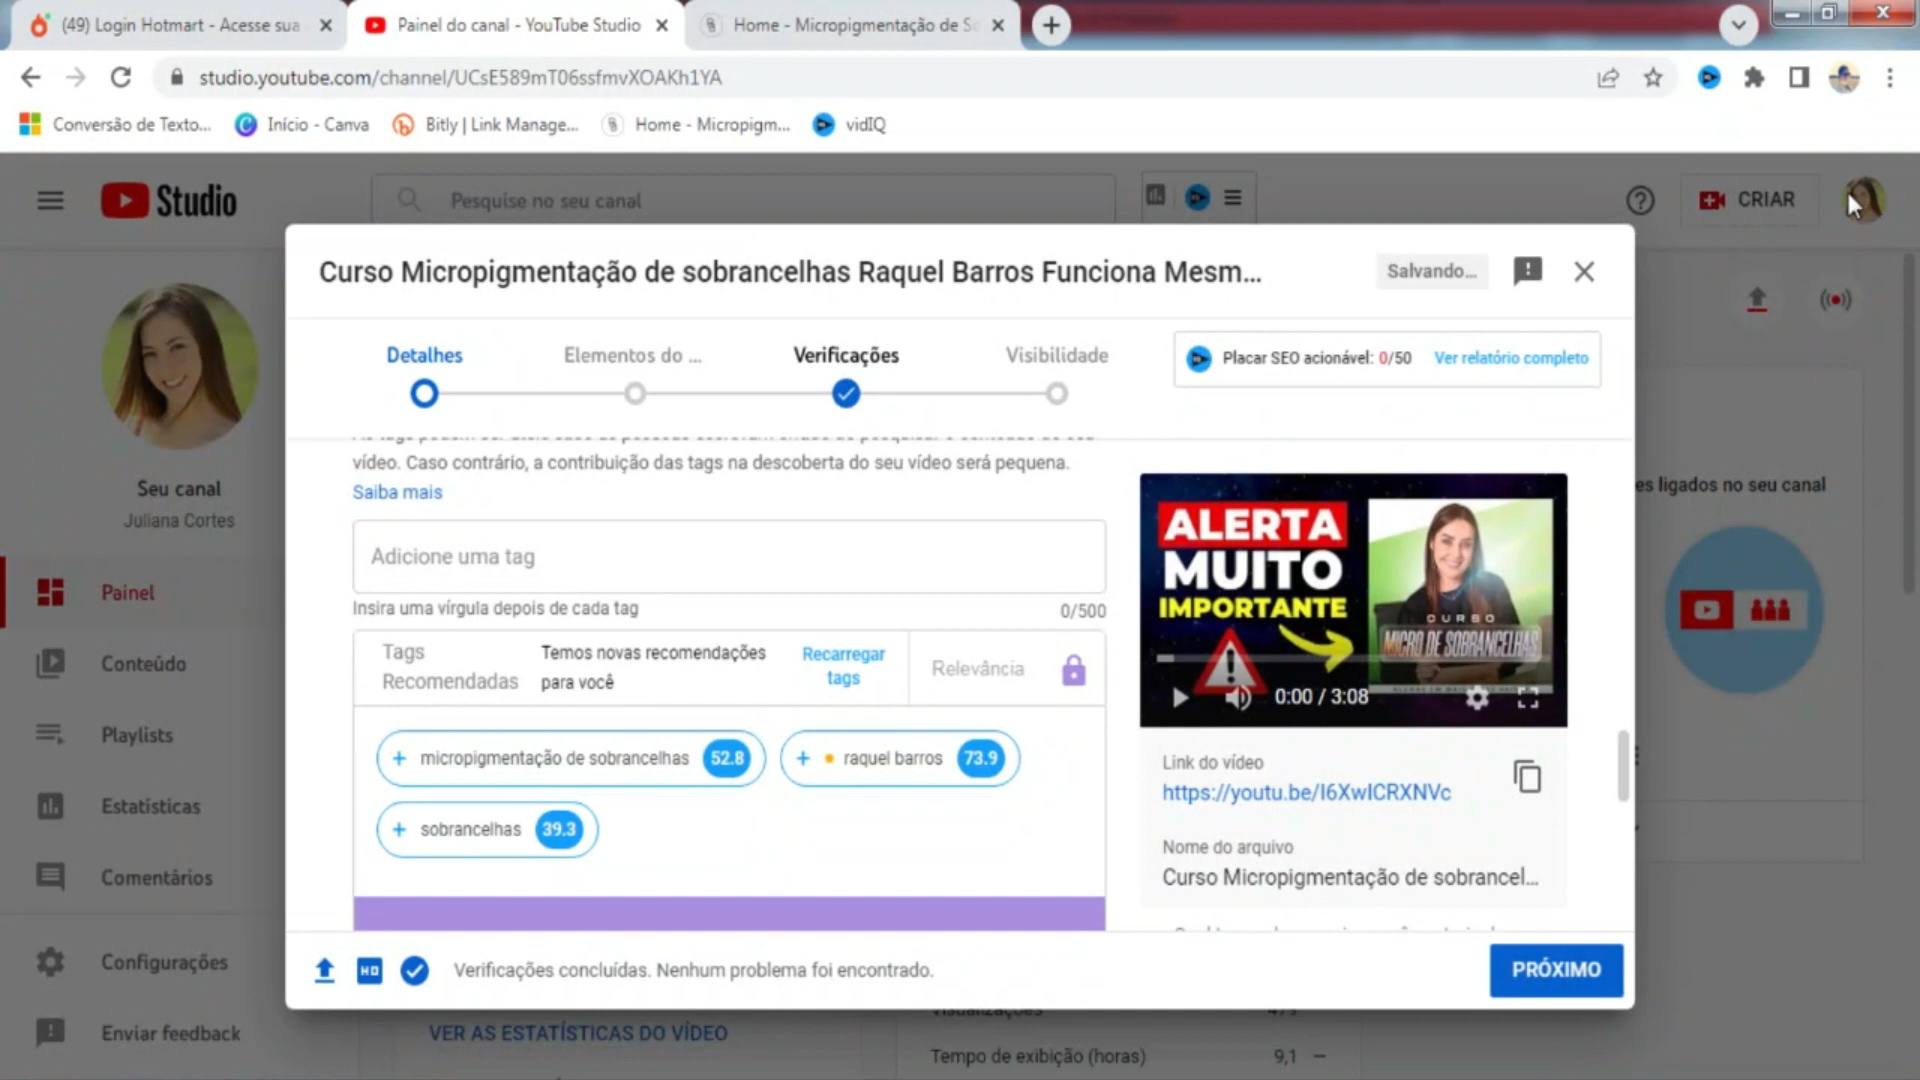 (49) Login Hotmart - Acesse sua
Painel do canal - YouTube Studio
Home - Micropigmentação de So
studio.youtube.com/channel/UCsE589mT06ssfmvXOAKh1YA
Conversão de Texto...
Início - Canva
Bitly | Link Manage...
Home - Micropigm...
vidIQ
Studio
Pesquise no seu canal
CRIAR
Curso Micropigmentação de sobrancelhas Raquel Barros Funciona Mesm...
Salvando...
Detalhes
Elementos do ...
Verificações
Visibilidade
Placar SEO acionável: 0/50
Ver relatório completo
Seu canal
Juliana Cortes
Painel
Conteúdo
Playlists
Estatísticas
Comentários
Configurações
Enviar feedback
vídeo. Caso contrário, a contribuição das tags na descoberta do seu vídeo será pequena.
Saiba mais
Adicione uma tag
Insira uma vírgula depois de cada tag
0/500
Tags
Recomendadas
Temos novas recomendações
para você
Recarregar
tags
Relevância
+ micropigmentação de sobrancelhas 52.8
+ raquel barros 73.9
+ sobrancelhas 39.3
ALERTA
MUITO
IMPORTANTE
CURSO
MICRO DE SOBRANCELHAS
0:00 / 3:08
Link do vídeo
https://youtu.be/I6XwICRXNVc
Nome do arquivo
Curso Micropigmentação de sobrancel...
es ligados no seu canal
HD
Verificações concluídas. Nenhum problema foi encontrado.
PRÓXIMO
VER AS ESTATÍSTICAS DO VÍDEO
Visualizações
Tempo de exibição (horas)
9,1 —